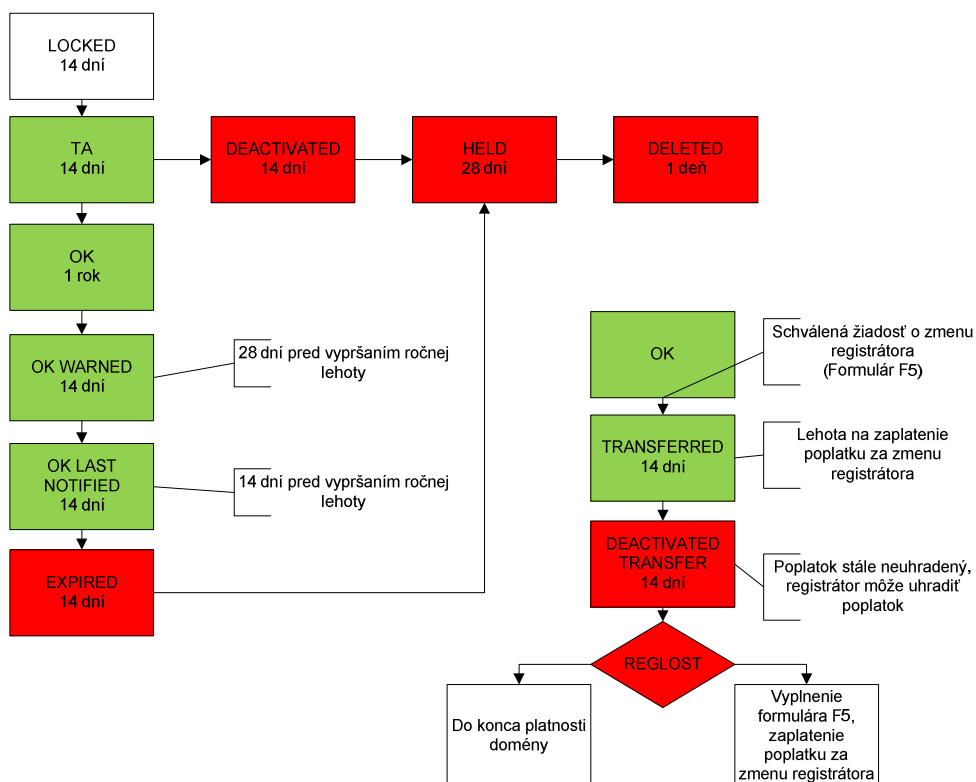 LOCKED
14 dní
TA
14 dní
DEACTIVATED
14 dní
HELD
28 dní
DELETED
1 deň
OK
1 rok
OK WARNED
14 dní
28 dní pred vypršaním ročnej
lehoty
OK LAST
NOTIFIED
14 dní
14 dní pred vypršaním ročnej
lehoty
EXPIRED
14 dní
OK
Schválená žiadosť o zmenu
registrátora
(Formulár F5)
TRANSFERRED
14 dní
Lehota na zaplatenie
poplatku za zmenu
registrátora
DEACTIVATED
TRANSFER
14 dní
Poplatok stále neuhradený,
registrátor môže uhradiť
poplatok
REGLOST
Do konca platnosti
domény
Vyplnenie
formulára F5,
zaplatenie
poplatku za
zmenu registrátora